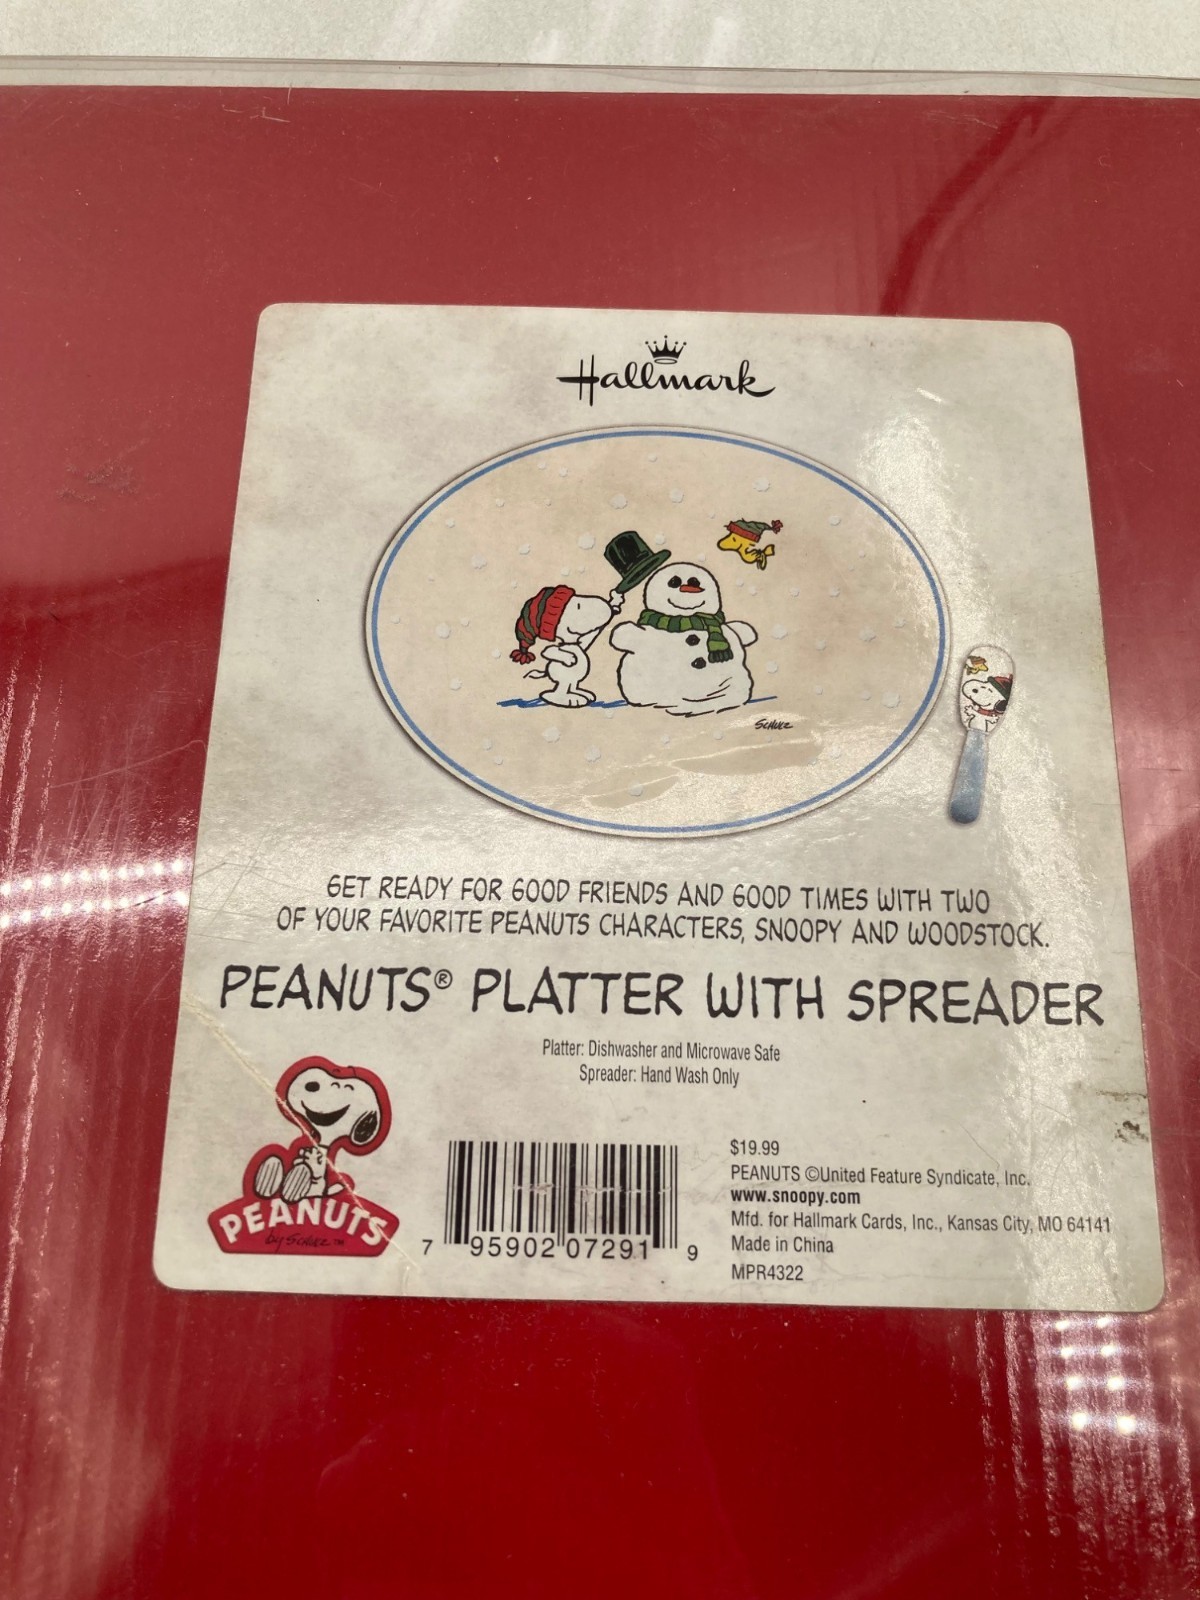 Hallmark
SCHULZ
GET READY FOR GOOD FRIENDS AND GOOD TIMES WITH TWO
OF YOUR FAVORITE PEANUTS CHARACTERS, SNOOPY AND WOODSTOCK.
PEANUTS® PLATTER WITH SPREADER
Platter: Dishwasher and Microwave Safe
Spreader: Hand Wash Only
PEANUTS
by SCHULZ™
7 95902 07291 9
$19.99
PEANUTS ©United Feature Syndicate, Inc.
www.snoopy.com
Mfd. for Hallmark Cards, Inc., Kansas City, MO 64141
Made in China
MPR4322